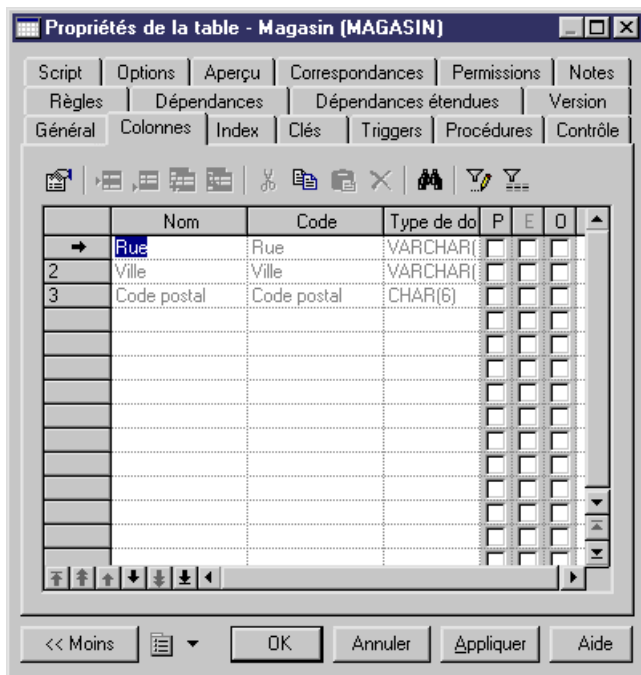 Propriétés de la table - Magasin (MAGASIN)
Script Options Aperçu Correspondances Permissions Notes
Règles Dépendances Dépendances étendues Version
Général Colonnes Index Clés Triggers Procédures Contrôle
Nom Code Type de do P E O
Rue Rue VARCHAR(
2 Ville Ville VARCHAR(
3 Code postal Code postal CHAR(6)
<< Moins OK Annuler Appliquer Aide